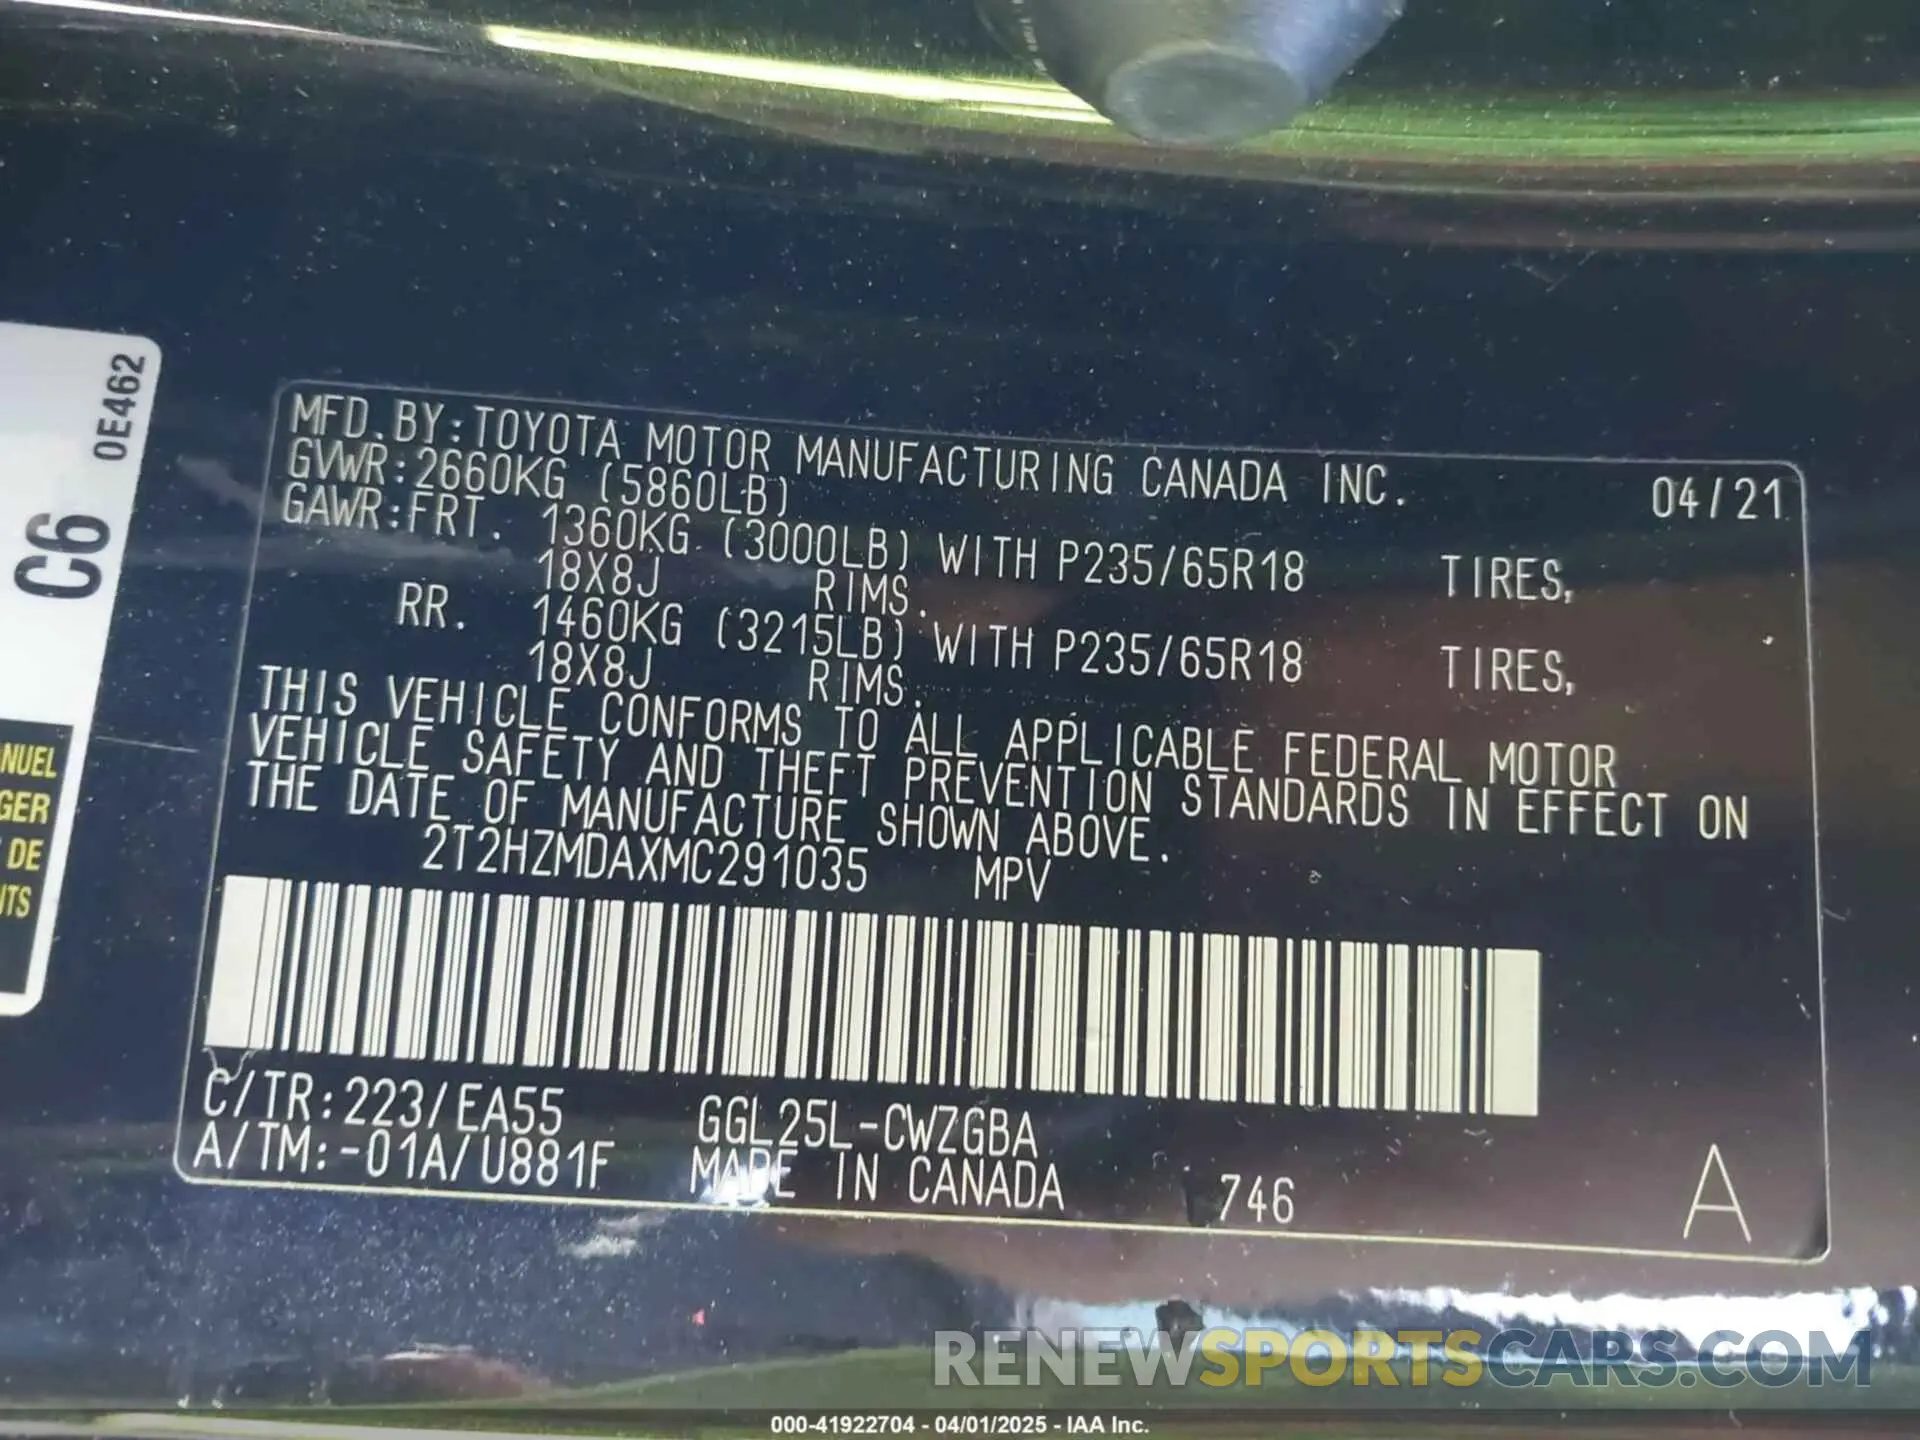 MFD.BY:TOYOTA MOTOR MANUFACTURING CANADA INC. 04/21
GVWR:2660KG (5860LB)
GAWR:FRT. 1360KG (3000LB) WITH P235/65R18 TIRES,
18X8J RIMS.
RR. 1460KG (3215LB) WITH P235/65R18 TIRES,
18X8J RIMS.
THIS VEHICLE CONFORMS TO ALL APPLICABLE FEDERAL MOTOR
VEHICLE SAFETY AND THEFT PREVENTION STANDARDS IN EFFECT ON
THE DATE OF MANUFACTURE SHOWN ABOVE.
2T2HZMDAXMC291035 MPV
C/TR:223/EA55 GGL25L-CWZGBA
A/TM:-01A/U881F MADE IN CANADA 746 A
0E462
C6
NUEL
GER
DE
NTS
RENEWSPORTSCARS.COM
000-41922704 - 04/01/2025 - IAA Inc.